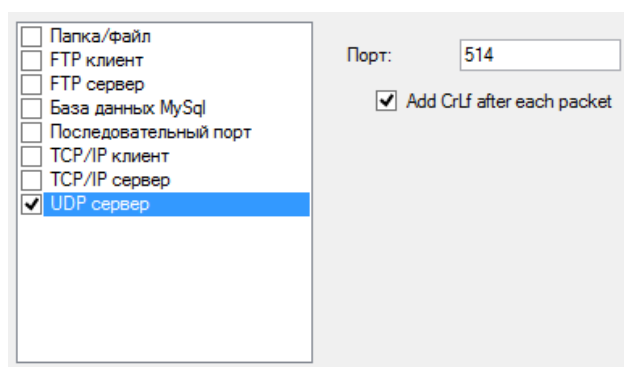 Папка/файл
FTP клиент
FTP сервер
База данных MySql
Последовательный порт
TCP/IP клиент
TCP/IP сервер
UDP сервер
Порт: 514
Add CrLf after each packet